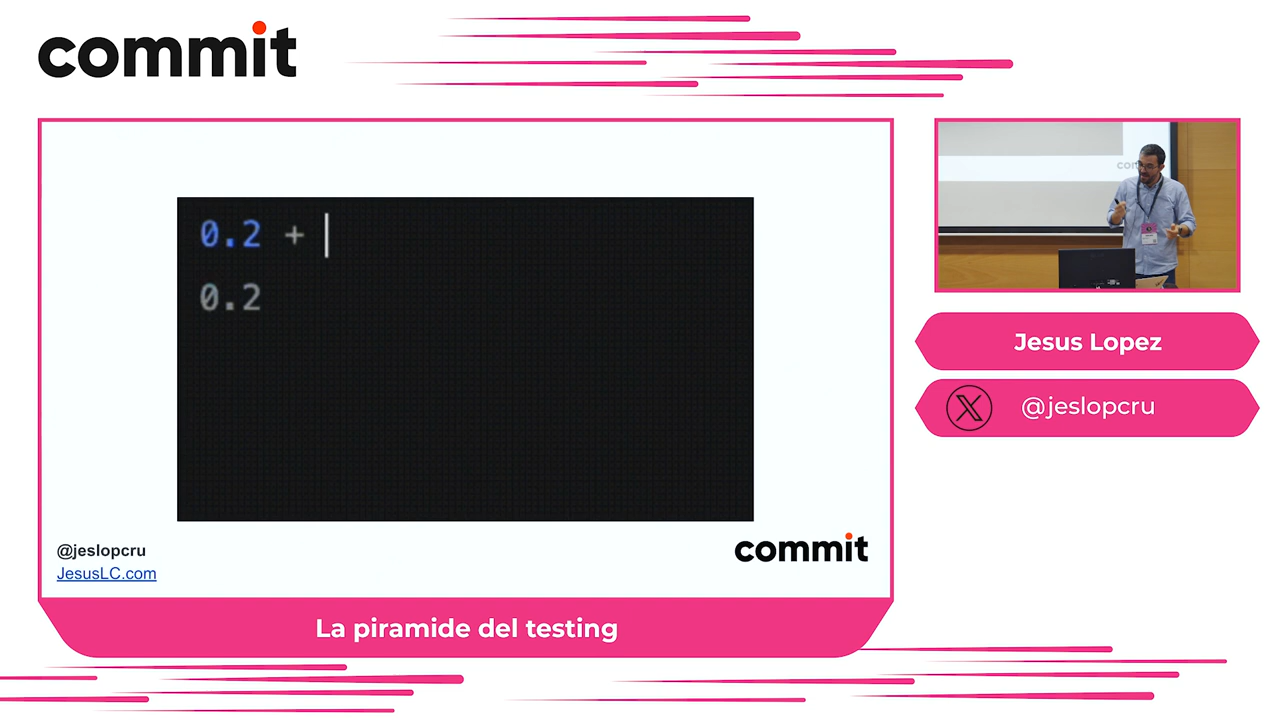 commit
0.2 +
0.2
@jeslopcru
JesusLC.com
commit
La piramide del testing
Jesus Lopez
@jeslopcru